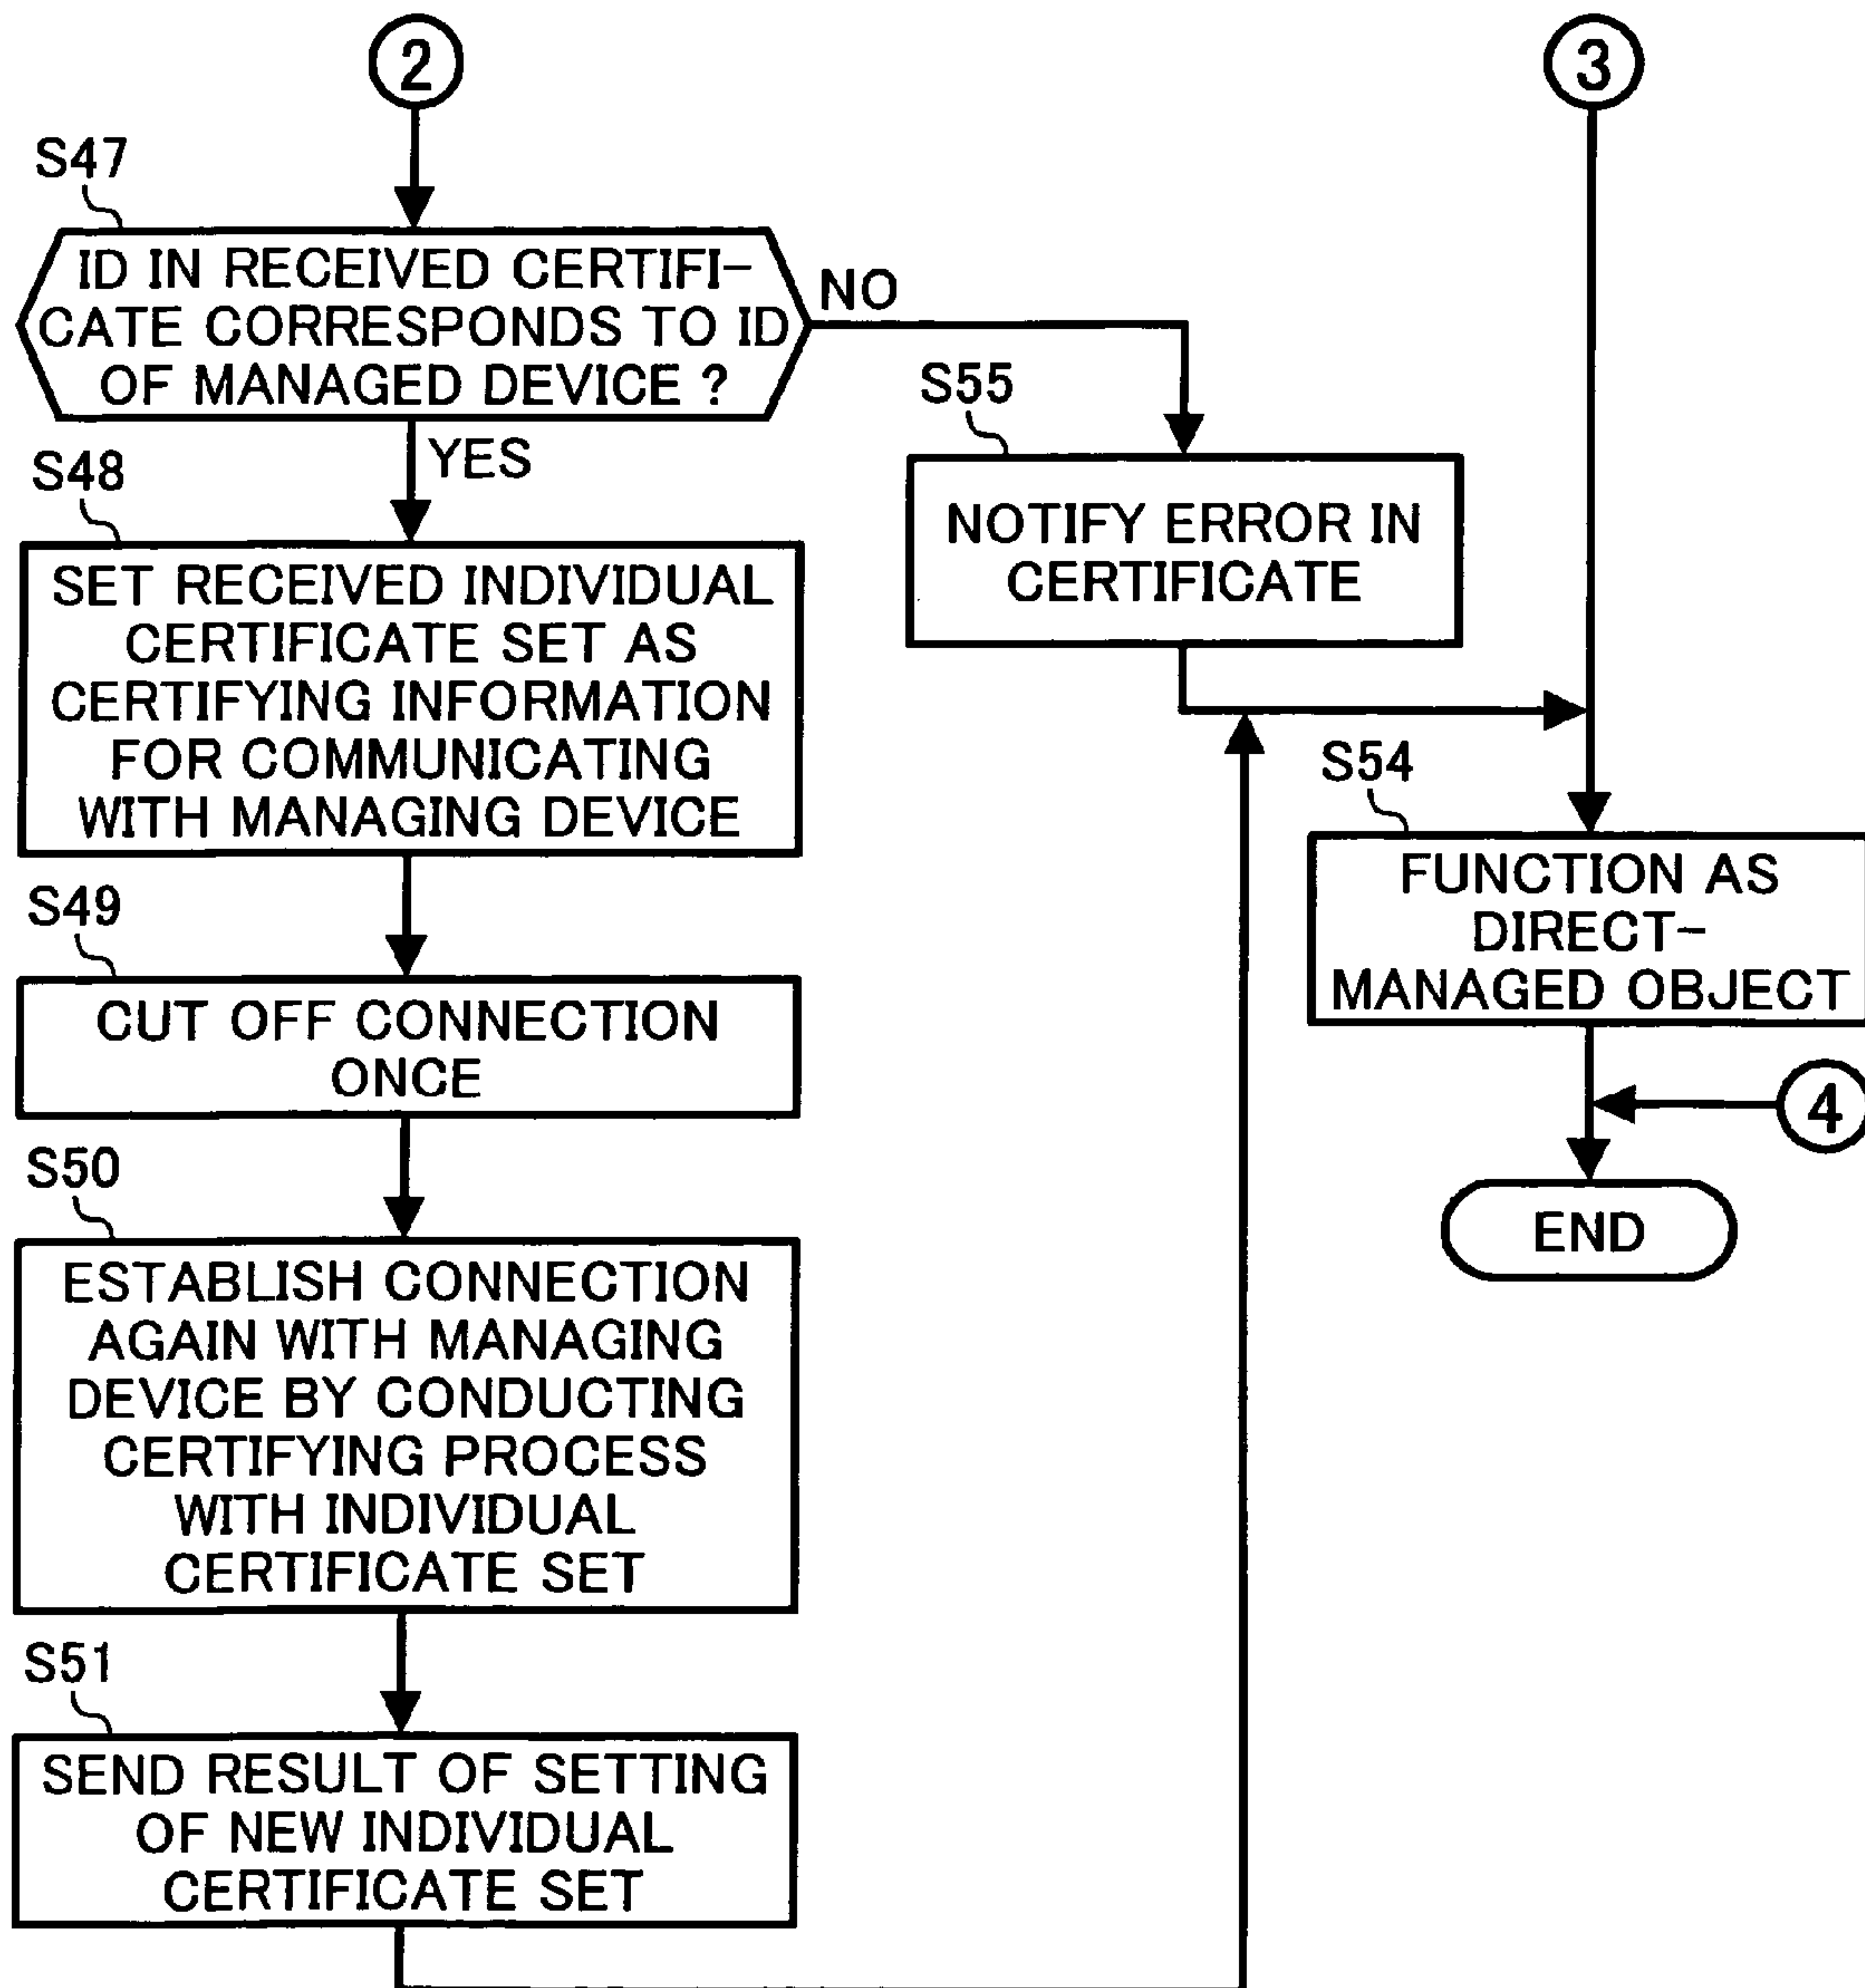 2
3
S47
ID IN RECEIVED CERTIFI-
CATE CORRESPONDS TO ID
OF MANAGED DEVICE ?
NO
YES
S55
NOTIFY ERROR IN
CERTIFICATE
S48
SET RECEIVED INDIVIDUAL
CERTIFICATE SET AS
CERTIFYING INFORMATION
FOR COMMUNICATING
WITH MANAGING DEVICE
S54
FUNCTION AS
DIRECT-
MANAGED OBJECT
S49
CUT OFF CONNECTION
ONCE
4
END
S50
ESTABLISH CONNECTION
AGAIN WITH MANAGING
DEVICE BY CONDUCTING
CERTIFYING PROCESS
WITH INDIVIDUAL
CERTIFICATE SET
S51
SEND RESULT OF SETTING
OF NEW INDIVIDUAL
CERTIFICATE SET